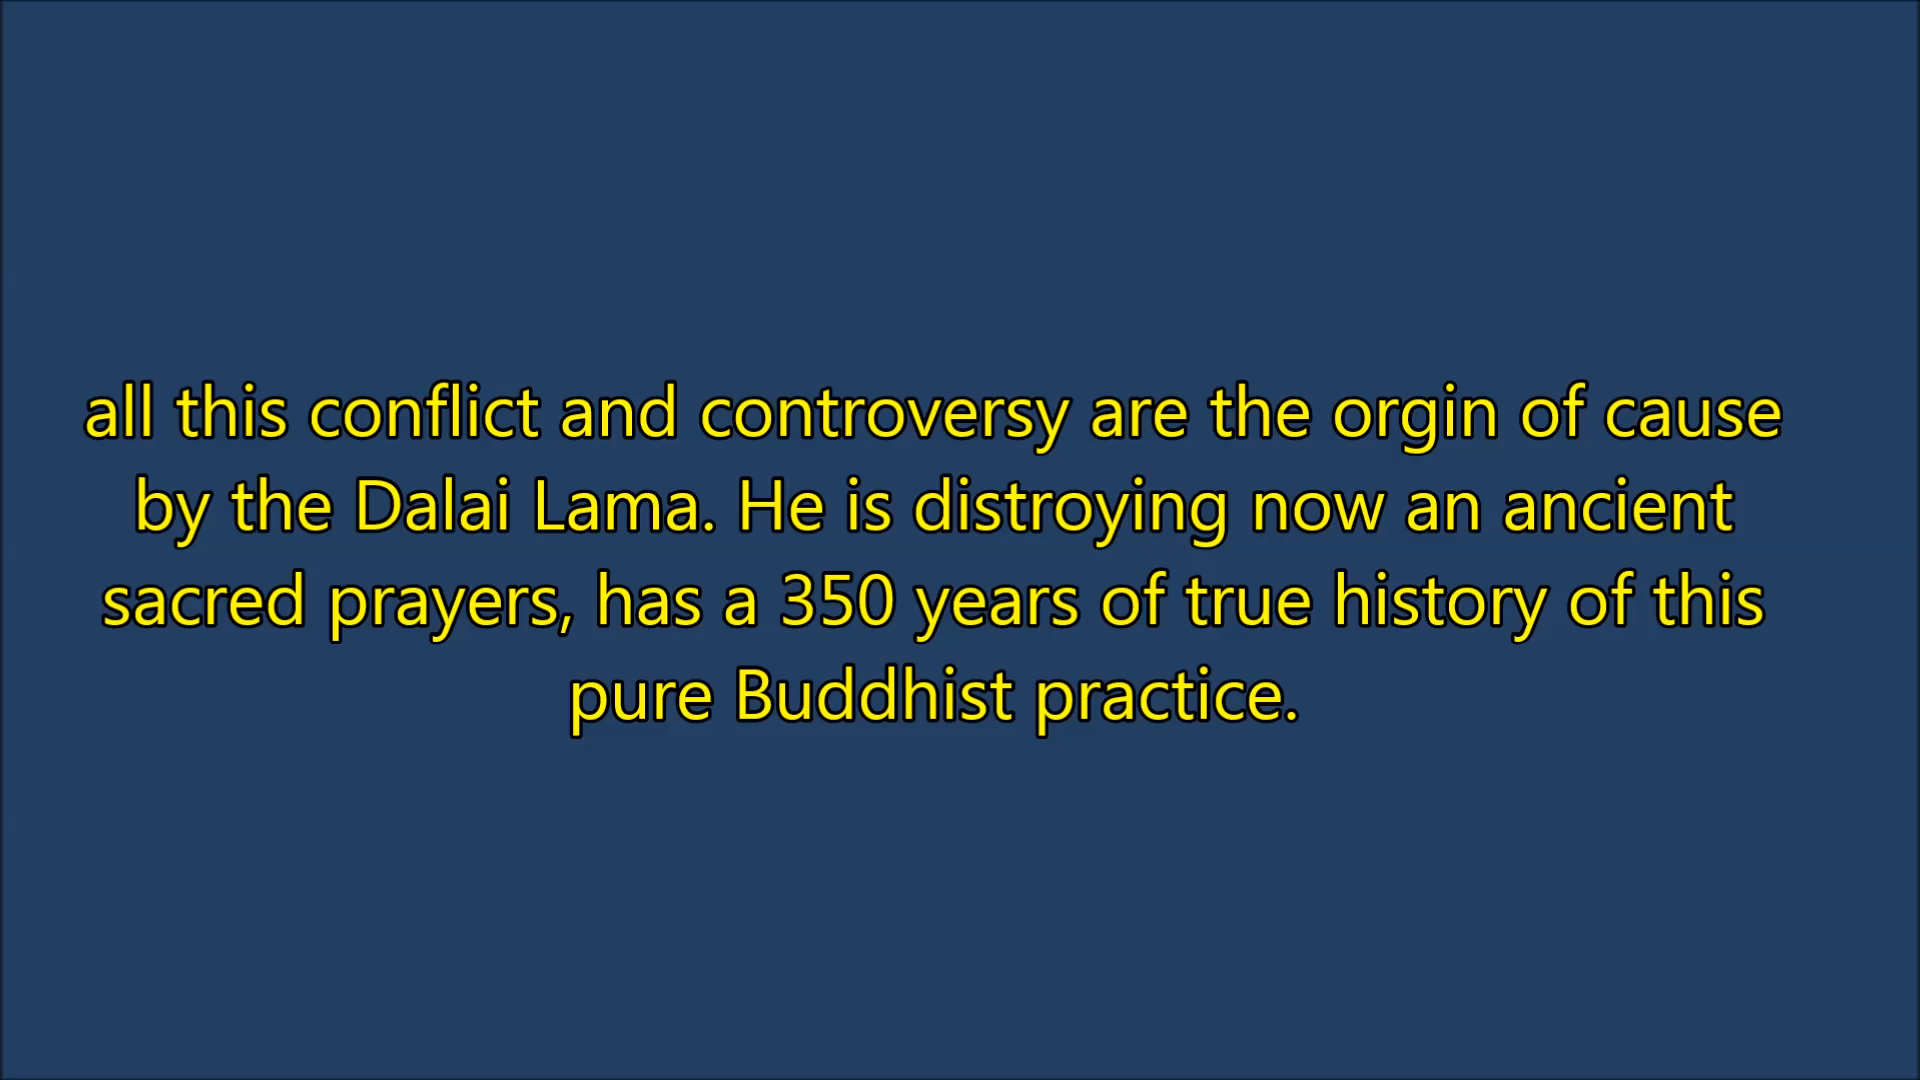 all this conflict and controversy are the orgin of cause
by the Dalai Lama. He is distroying now an ancient
sacred prayers, has a 350 years of true history of this
pure Buddhist practice.